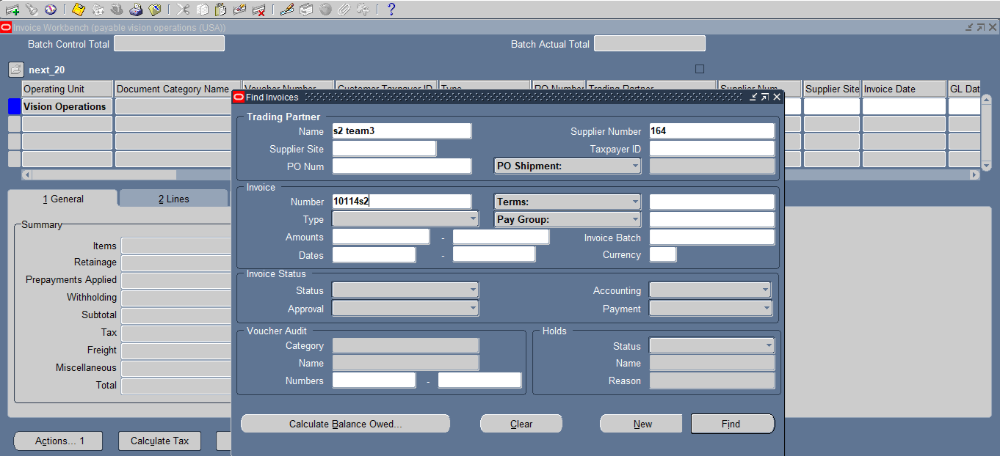 Invoice Workbench (payable vision operations (USA))
Batch Control Total
Batch Actual Total
next_20
Operating Unit Document Category Name Voucher Number Customer Taxpayer ID Type PO Number Trading Partner Supplier Num Supplier Site Invoice Date GL Dat
Vision Operations
1 General
2 Lines
Summary
Items
Retainage
Prepayments Applied
Withholding
Subtotal
Tax
Freight
Miscellaneous
Total
Actions... 1
Calculate Tax
Find Invoices
Trading Partner
Name s2 team3 Supplier Number 164
Supplier Site Taxpayer ID
PO Num PO Shipment:
Invoice
Number 10114s2 Terms:
Type Pay Group:
Amounts - Invoice Batch
Dates - Currency
Invoice Status
Status Accounting
Approval Payment
Voucher Audit
Category
Name
Numbers -
Holds
Status
Name
Reason
Calculate Balance Owed... Clear New Find